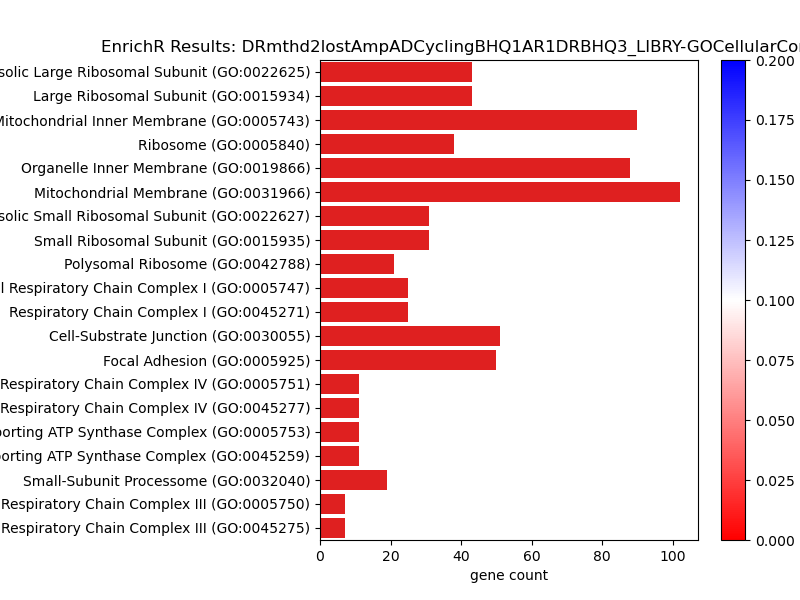 EnrichR Results: DRmthd2lostAmpADCyclingBHQ1AR1DRBHQ3_LIBRY-GOCellularCo
solic Large Ribosomal Subunit (GO:0022625)
Large Ribosomal Subunit (GO:0015934)
Mitochondrial Inner Membrane (GO:0005743)
Ribosome (GO:0005840)
Organelle Inner Membrane (GO:0019866)
Mitochondrial Membrane (GO:0031966)
solic Small Ribosomal Subunit (GO:0022627)
Small Ribosomal Subunit (GO:0015935)
Polysomal Ribosome (GO:0042788)
l Respiratory Chain Complex I (GO:0005747)
Respiratory Chain Complex I (GO:0045271)
Cell-Substrate Junction (GO:0030055)
Focal Adhesion (GO:0005925)
Respiratory Chain Complex IV (GO:0005751)
Respiratory Chain Complex IV (GO:0045277)
orting ATP Synthase Complex (GO:0005753)
orting ATP Synthase Complex (GO:0045259)
Small-Subunit Processome (GO:0032040)
Respiratory Chain Complex III (GO:0005750)
Respiratory Chain Complex III (GO:0045275)
0 20 40 60 80 100
gene count
0.200
0.175
0.150
0.125
0.100
0.075
0.050
0.025
0.000